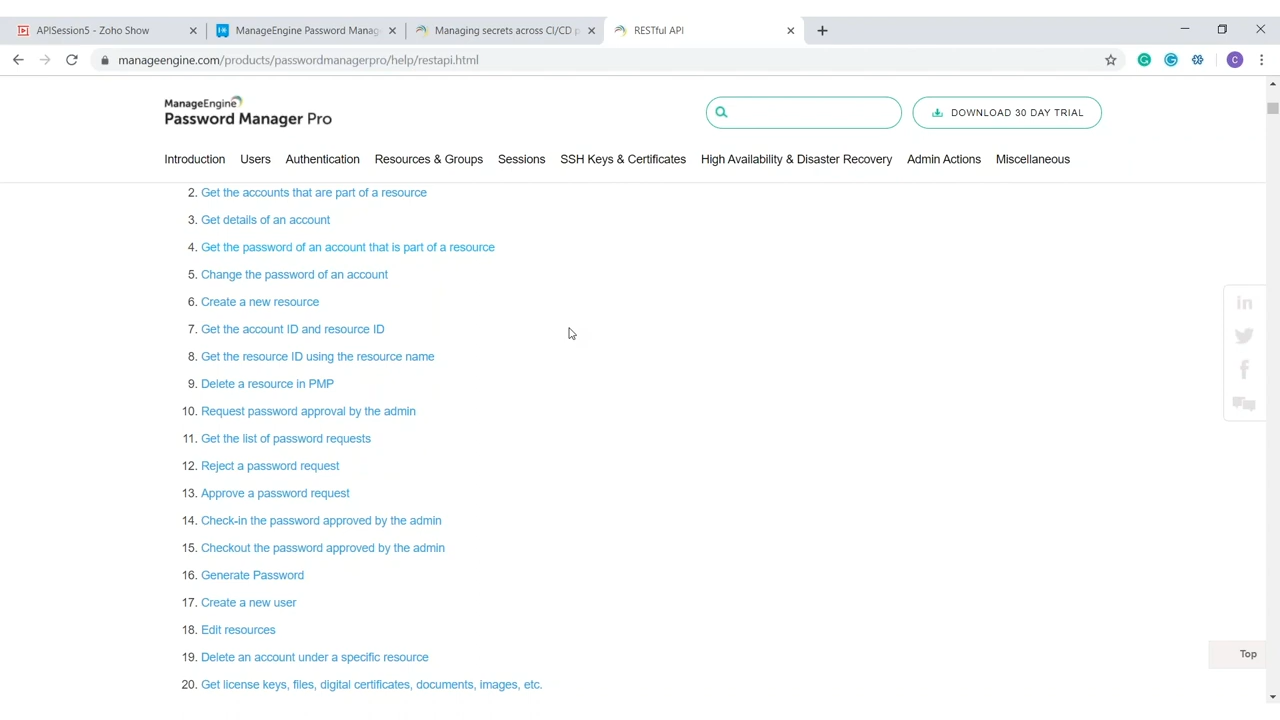 APISession5 - Zoho Show
ManageEngine Password Manag
Managing secrets across CI/CD p
RESTful API
manageengine.com/products/passwordmanagerpro/help/restapi.html
C
ManageEngine
Password Manager Pro
DOWNLOAD 30 DAY TRIAL
Introduction Users Authentication Resources & Groups Sessions SSH Keys & Certificates High Availability & Disaster Recovery Admin Actions Miscellaneous
2. Get the accounts that are part of a resource
3. Get details of an account
4. Get the password of an account that is part of a resource
5. Change the password of an account
6. Create a new resource
7. Get the account ID and resource ID
8. Get the resource ID using the resource name
9. Delete a resource in PMP
10. Request password approval by the admin
11. Get the list of password requests
12. Reject a password request
13. Approve a password request
14. Check-in the password approved by the admin
15. Checkout the password approved by the admin
16. Generate Password
17. Create a new user
18. Edit resources
19. Delete an account under a specific resource
20. Get license keys, files, digital certificates, documents, images, etc.
in
f
Top